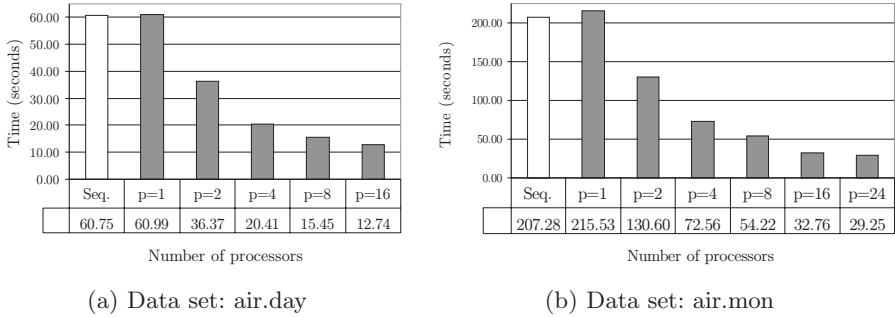 60.00
50.00
40.00
30.00
20.00
10.00
0.00
Time (seconds)
Seq. p=1 p=2 p=4 p=8 p=16
60.75 60.99 36.37 20.41 15.45 12.74
Number of processors
(a) Data set: air.day
200.00
150.00
100.00
50.00
0.00
Time (seconds)
Seq. p=1 p=2 p=4 p=8 p=16 p=24
207.28 215.53 130.60 72.56 54.22 32.76 29.25
Number of processors
(b) Data set: air.mon